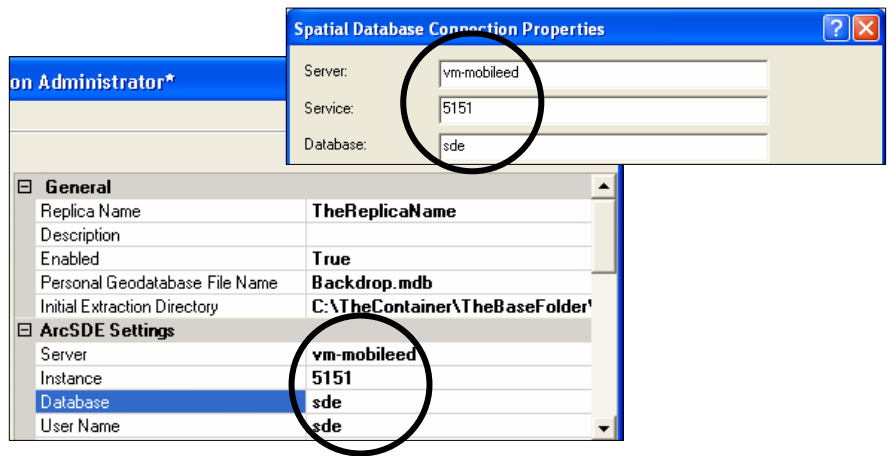 Spatial Database Connection Properties
Server: vm-mobileed
Service: 5151
Database: sde
on Administrator*
General
Replica Name TheReplicaName
Description
Enabled True
Personal Geodatabase File Name Backdrop.mdb
Initial Extraction Directory C:\TheContainer\TheBaseFolder\
ArcSDE Settings
Server vm-mobileed
Instance 5151
Database sde
User Name sde